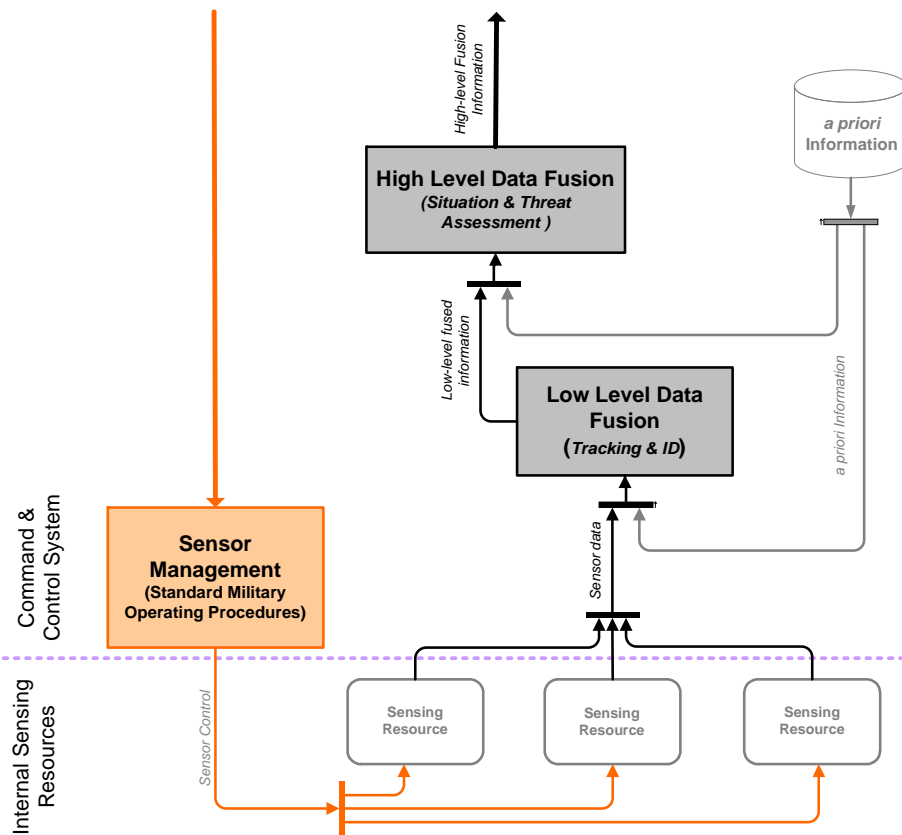 High-level Fusion
Information
a priori
Information
High Level Data Fusion
(Situation & Threat
Assessment )
Low-level fused
information
a priori Information
Low Level Data
Fusion
(Tracking & ID)
Sensor data
Command &
Control System
Sensor
Management
(Standard Military
Operating Procedures)
Internal Sensing
Resources
Sensor Control
Sensing
Resource
Sensing
Resource
Sensing
Resource